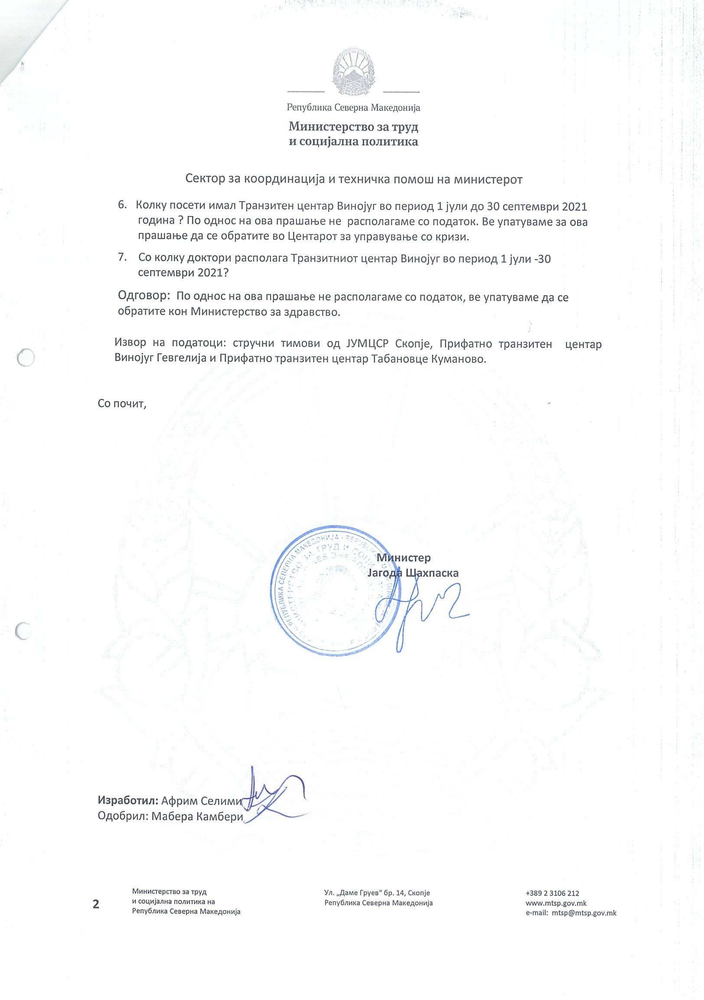 Република Северна Македонија
Министерство за труд
и социјална политика
Сектор за координација и техничка помош на министерот
6. Колку посети имал Транзитен центар Винојуг во период 1 јули до 30 септември 2021
година ? По однос на ова прашање не располагаме со податок. Ве упатуваме за ова
прашање да се обратите во Центарот за управување со кризи.
7. Со колку доктори располага Транзитниот центар Винојуг во период 1 јули -30
септември 2021?
Одговор: По однос на ова прашање не располагаме со податок, ве упатуваме да се
обратите кон Министерство за здравство.
Извор на податоци: стручни тимови од ЈУМЦСР Скопје, Прифатно транзитен центар
Винојуг Гевгелија и Прифатно транзитен центар Табановце Куманово.
Со почит,
РЕПУБЛИКА СЕВЕРНА МАКЕДОНИЈА
Министер
Јагода Шахпаска
Изработил: Африм Селими
Одобрил: Мабера Камбери
2
Министерство за труд
и социјална политика на
Република Северна Македонија
Ул. „Даме Груев“ бр. 14, Скопје
Република Северна Македонија
+389 2 3106 212
www.mtsp.gov.mk
e-mail: mtsp@mtsp.gov.mk